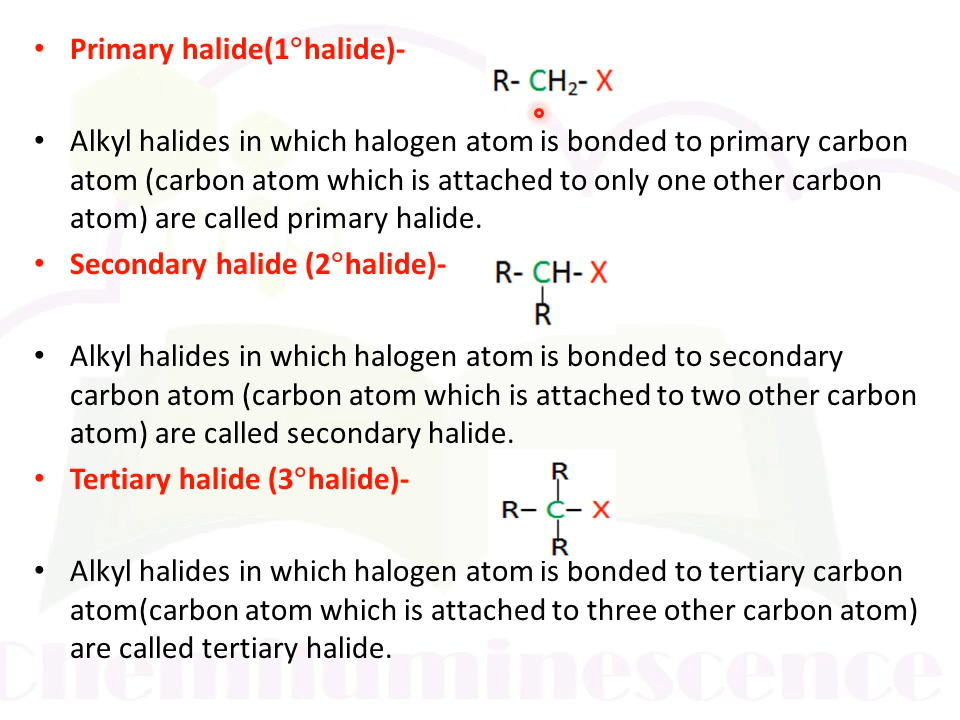 • Primary halide(1°halide)-
R- CH₂- X
• Alkyl halides in which halogen atom is bonded to primary carbon
atom (carbon atom which is attached to only one other carbon
atom) are called primary halide.
• Secondary halide (2°halide)-
R- CH- X
|
R
• Alkyl halides in which halogen atom is bonded to secondary
carbon atom (carbon atom which is attached to two other carbon
atom) are called secondary halide.
• Tertiary halide (3°halide)-
R
|
R– C– X
|
R
• Alkyl halides in which halogen atom is bonded to tertiary carbon
atom(carbon atom which is attached to three other carbon atom)
are called tertiary halide.
Chemiluminescence